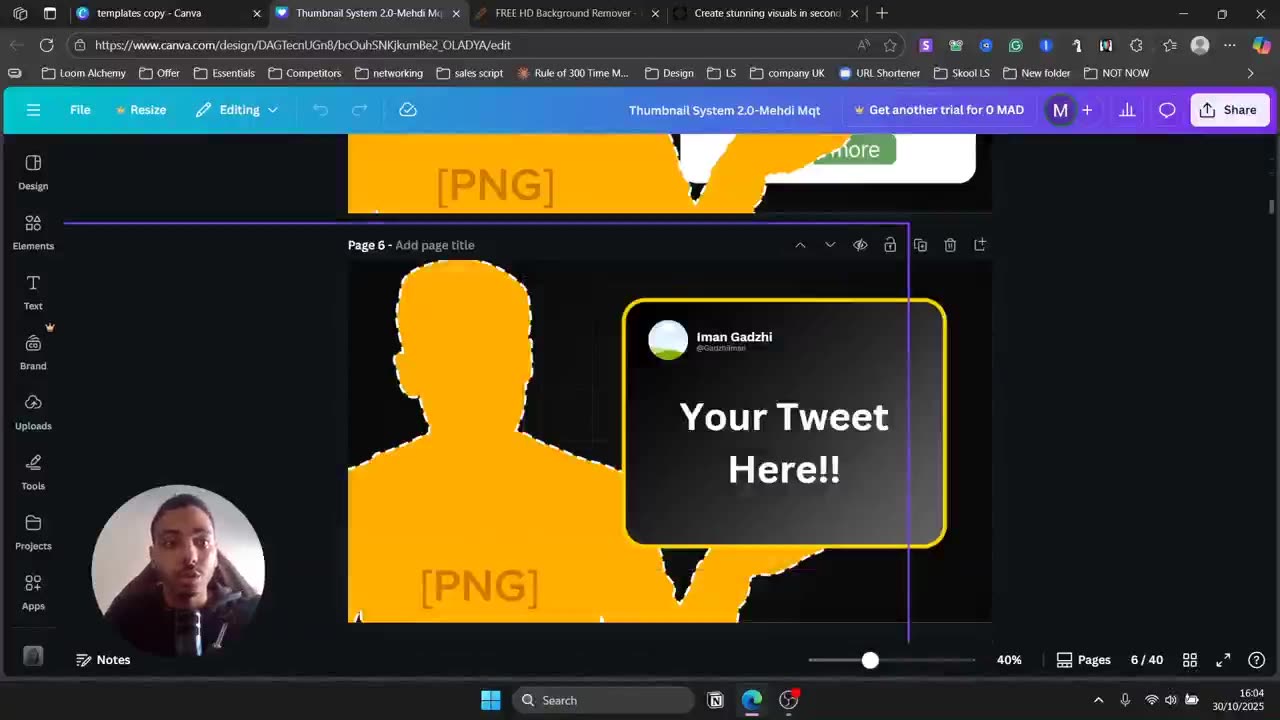 templates copy - Canva
Thumbnail System 2.0-Mehdi Mq
FREE HD Background Remover -
Create stunning visuals in second
https://www.canva.com/design/DAGTecnUGn8/bcOuhSNKjkumBe2_OLADYA/edit
Loom Alchemy
Offer
Essentials
Competitors
networking
sales script
Rule of 300 Time M...
Design
LS
company UK
URL Shortener
Skool LS
New folder
NOT NOW
File
Resize
Editing
Thumbnail System 2.0-Mehdi Mqt
Get another trial for 0 MAD
M
Share
Design
Elements
Text
Brand
Uploads
Tools
Projects
Apps
more
[PNG]
Page 6 - Add page title
Iman Gadzhi
@GadzhiIman
Your Tweet
Here!!
[PNG]
Notes
40%
Pages
6 / 40
Search
16:04
30/10/2025